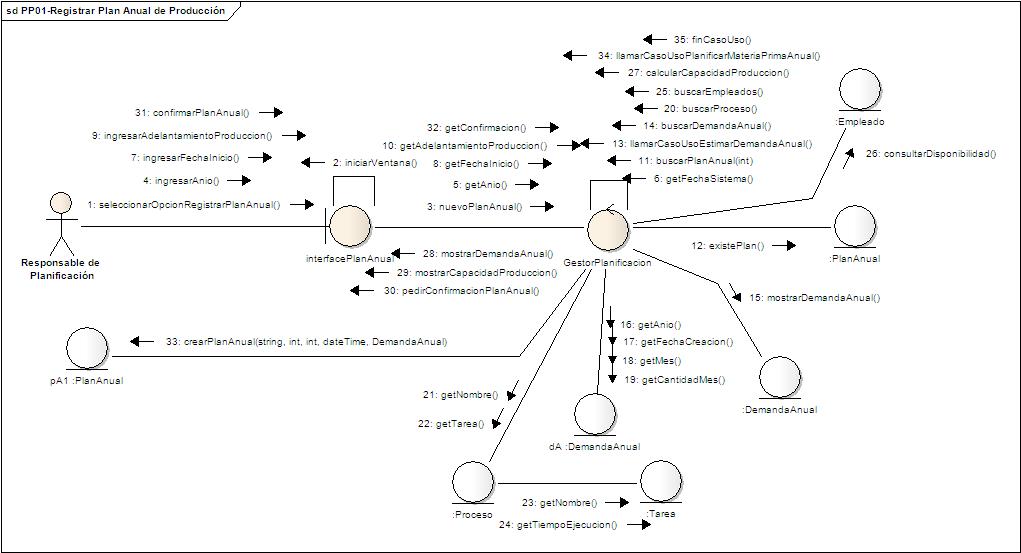 sd PP01-Registrar Plan Anual de Producción
35: finCasoUso()
34: llamarCasoUsoPlanificarMateriaPrimaAnual()
27: calcularCapacidadProduccion()
25: buscarEmpleados()
20: buscarProceso()
14: buscarDemandaAnual()
13: llamarCasoUsoEstimarDemandaAnual()
11: buscarPlanAnual(int)
6: getFechaSistema()
:Empleado
26: consultarDisponibilidad()
31: confirmarPlanAnual()
9: ingresarAdelantamientoProduccion()
7: ingresarFechaInicio()
4: ingresarAnio()
1: seleccionarOpcionRegistrarPlanAnual()
2: iniciarVentana()
32: getConfirmacion()
10: getAdelantamientoProduccion()
8: getFechaInicio()
5: getAnio()
3: nuevoPlanAnual()
Responsable de
Planificación
interfacePlanAnual
GestorPlanificacion
12: existePlan()
:PlanAnual
28: mostrarDemandaAnual()
29: mostrarCapacidadProduccion()
30: pedirConfirmacionPlanAnual()
15: mostrarDemandaAnual()
16: getAnio()
17: getFechaCreacion()
18: getMes()
19: getCantidadMes()
33: crearPlanAnual(string, int, int, dateTime, DemandaAnual)
pA1 :PlanAnual
21: getNombre()
22: getTarea()
:DemandaAnual
dA :DemandaAnual
:Proceso
23: getNombre()
24: getTiempoEjecucion()
:Tarea